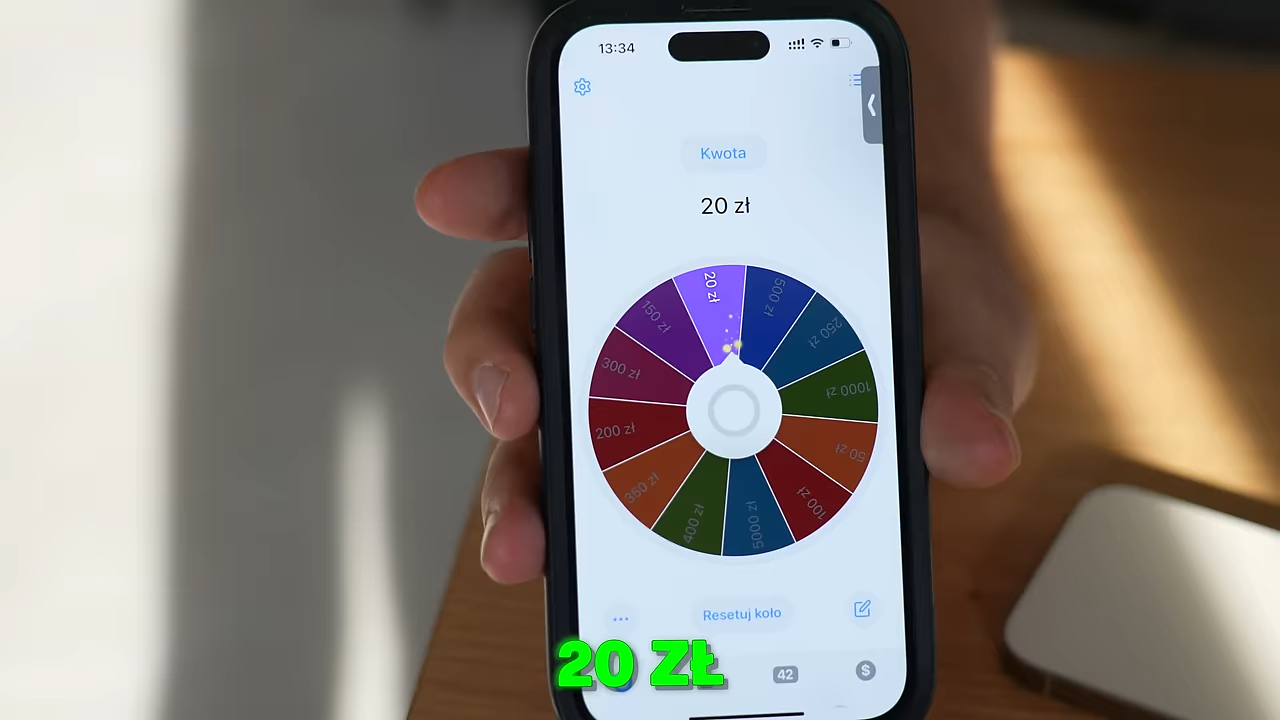 13:34
Kwota
20 zł
20 zł
500 zł
250 zł
1000 zł
50 zł
100 zł
5000 zł
400 zł
350 zł
200 zł
300 zł
150 zł
Resetuj koło
20 ZŁ
42
$